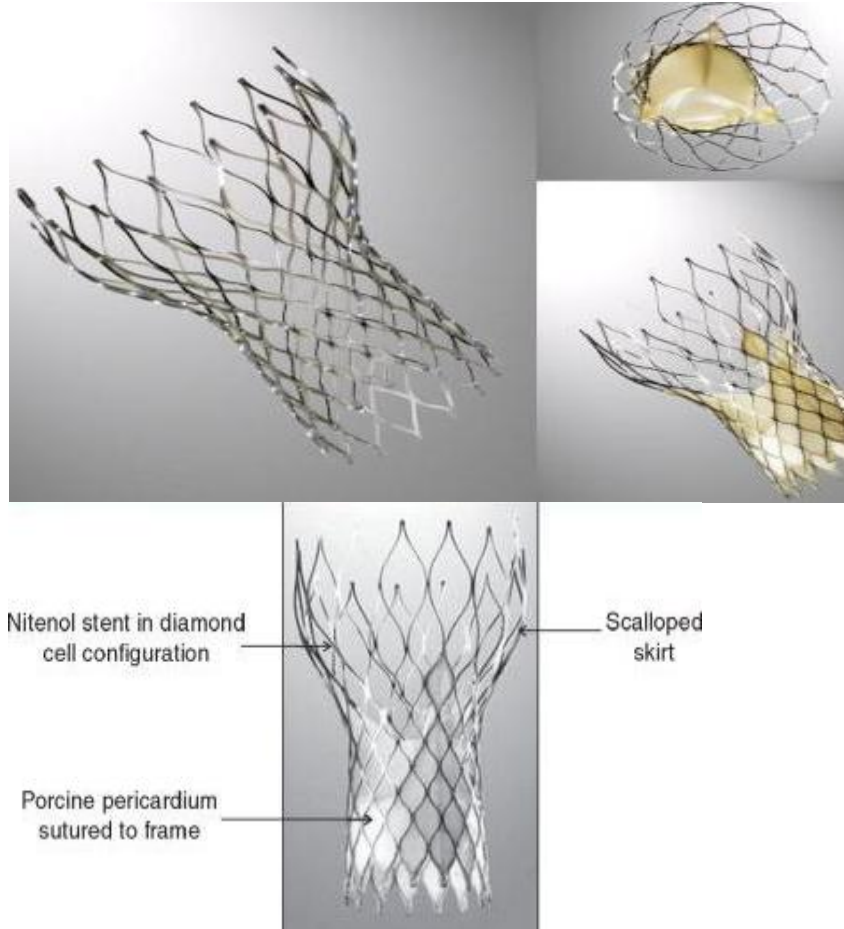 Nitenol stent in diamond
cell configuration
Scalloped
skirt
Porcine pericardium
sutured to frame